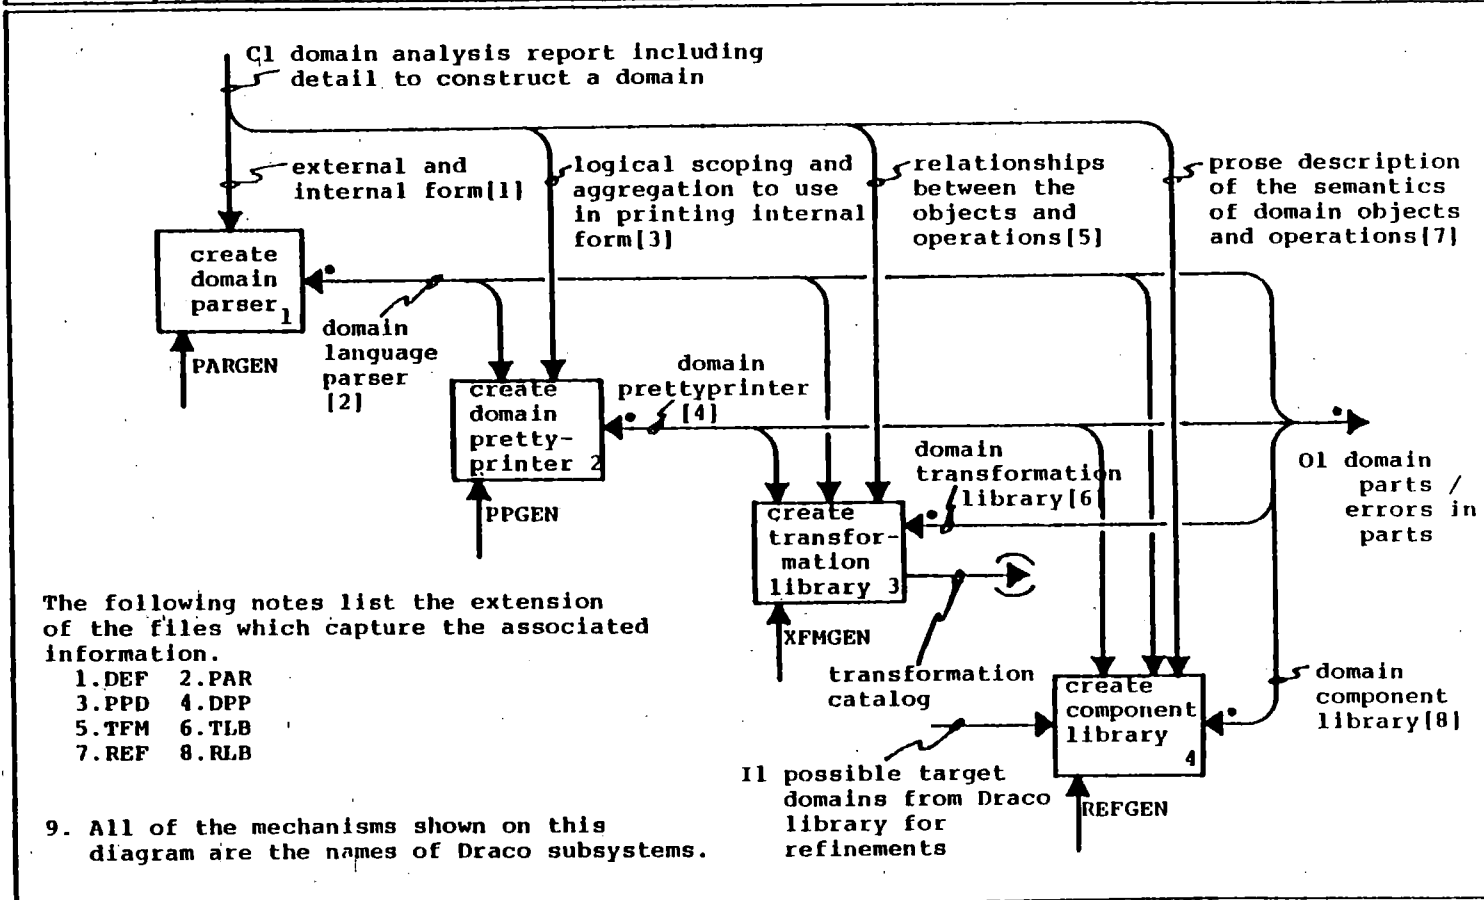 C1 domain analysis report including
detail to construct a domain
external and
internal form[1]
logical scoping and
aggregation to use
in printing internal
form[3]
relationships
between the
objects and
operations[5]
prose description
of the semantics
of domain objects
and operations[7]
create
domain
parser
1
PARGEN
domain
language
parser
[2]
create
domain
pretty-
printer 2
PPGEN
domain
prettyprinter
[4]
domain
transformation
library[6]
O1 domain
parts /
errors in
parts
create
transfor-
mation
library 3
XFMGEN
transformation
catalog
create
component
library
4
REFGEN
domain
component
library[8]
I1 possible target
domains from Draco
library for
refinements
The following notes list the extension
of the files which capture the associated
information.
1.DEF 2.PAR
3.PPD 4.DPP
5.TFM 6.TLB
7.REF 8.RLB
9. All of the mechanisms shown on this
diagram are the names of Draco subsystems.